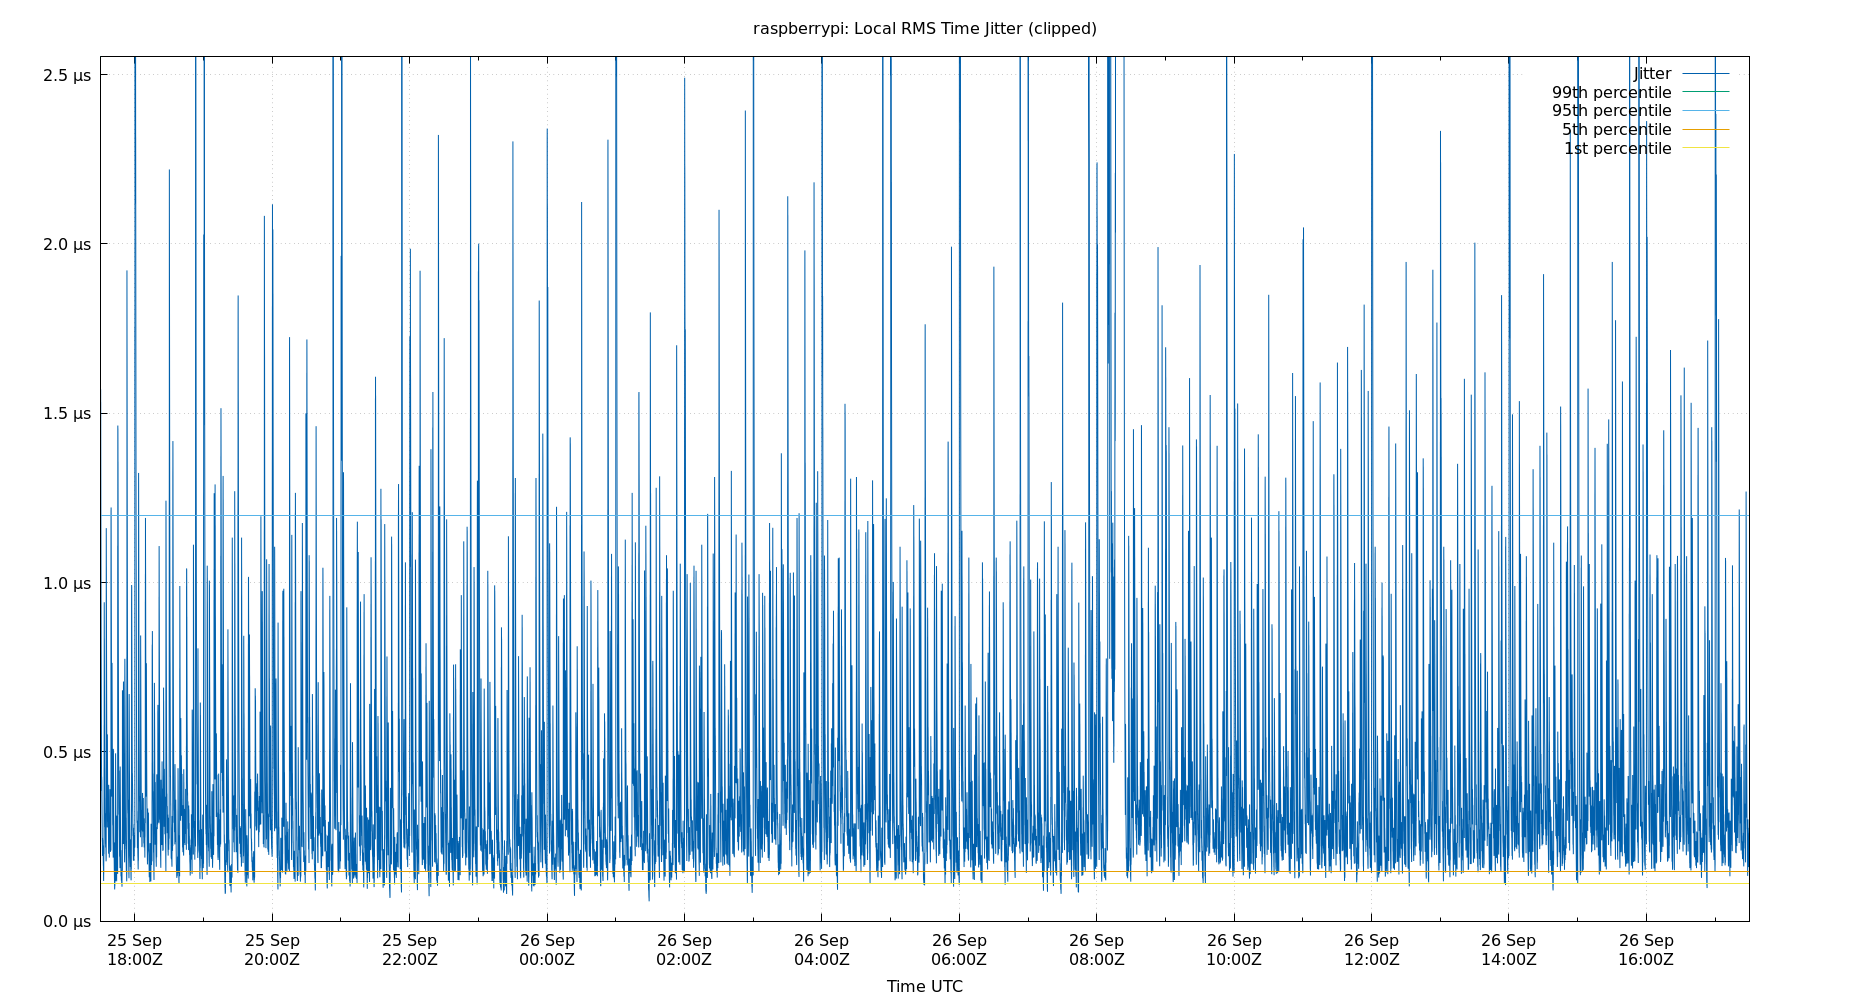 raspberrypi: Local RMS Time Jitter (clipped)
2.5 µs
2.0 µs
1.5 µs
1.0 µs
0.5 µs
0.0 µs
Jitter
99th percentile
95th percentile
5th percentile
1st percentile
25 Sep 25 Sep 25 Sep 26 Sep 26 Sep 26 Sep 26 Sep 26 Sep 26 Sep 26 Sep 26 Sep 26 Sep
18:00Z 20:00Z 22:00Z 00:00Z 02:00Z 04:00Z 06:00Z 08:00Z 10:00Z 12:00Z 14:00Z 16:00Z
Time UTC